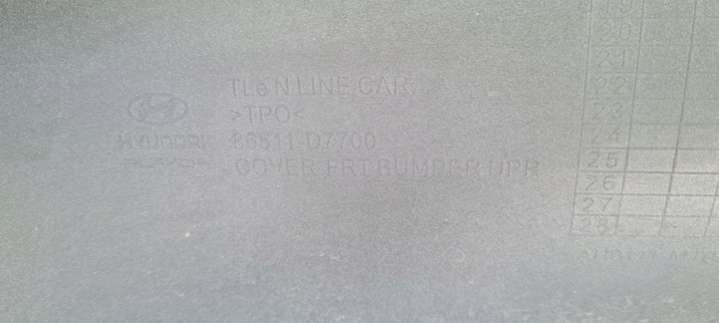 TLe N LINE CAR
>TPO<
HYUNDAI
86511-D7700
COVER FRT BUMPER UPR
20
21
22
23
24
25
26
27
28